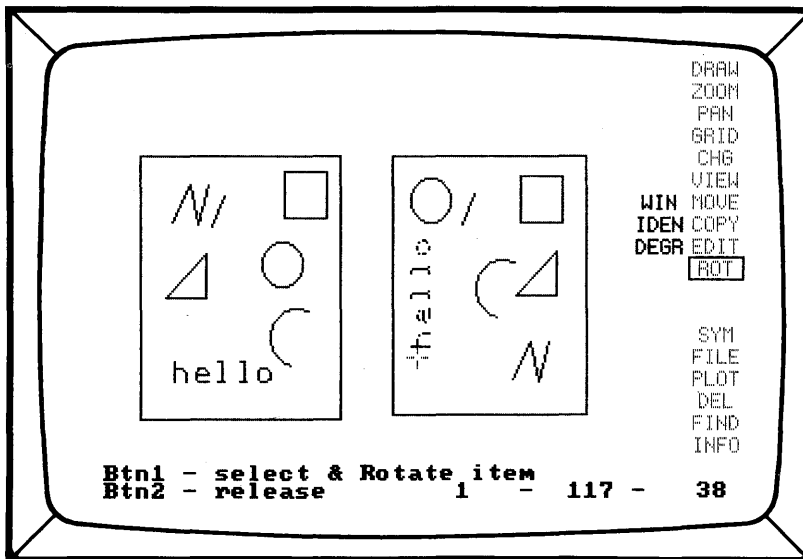 DRAW
ZOOM
PAN
GRID
CHG
VIEW
WIN MOVE
IDEN COPY
DEGR EDIT
ROT
hello
hello
SYM
FILE
PLOT
DEL
FIND
INFO
Btn1 - select & Rotate item
Btn2 - release 1 - 117 - 38